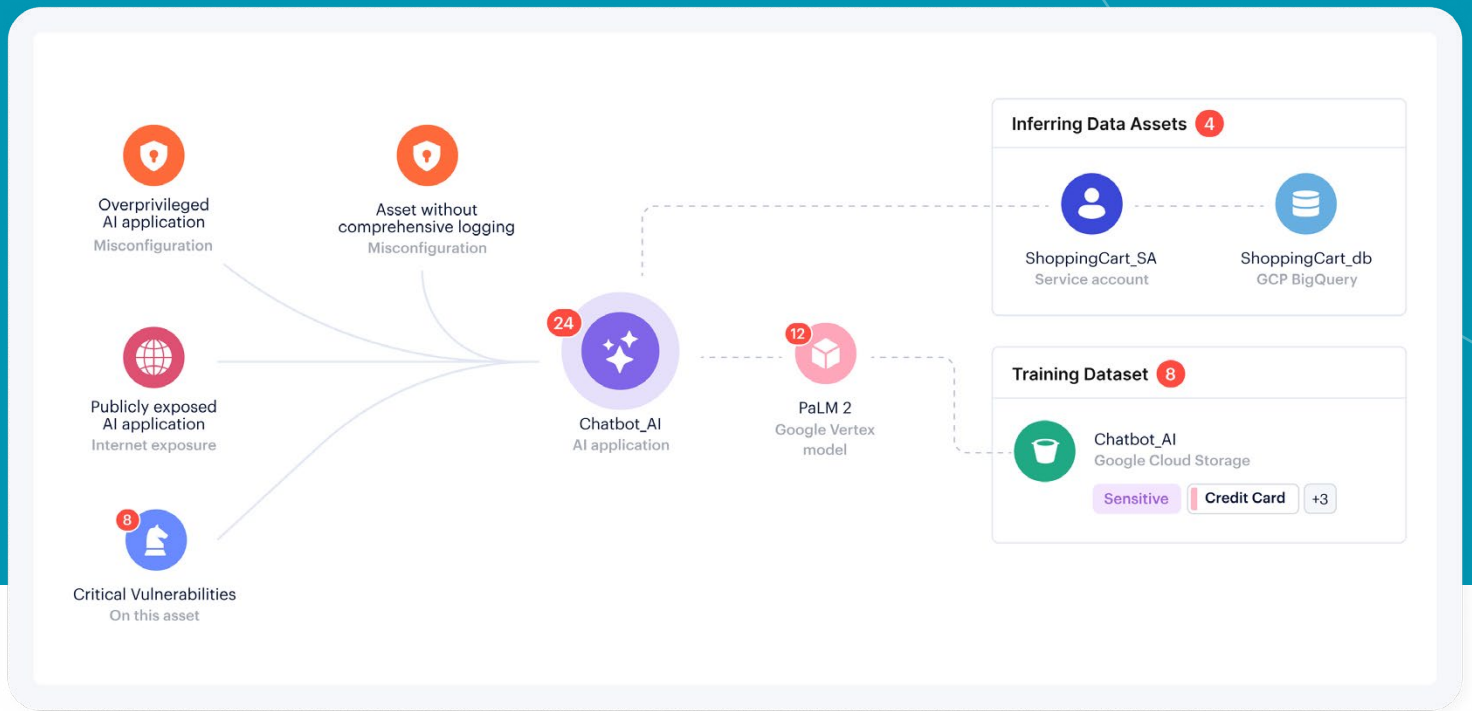 Overprivileged
AI application
Misconfiguration
Asset without
comprehensive logging
Misconfiguration
Publicly exposed
AI application
Internet exposure
8
Critical Vulnerabilities
On this asset
24
Chatbot_AI
AI application
12
PaLM 2
Google Vertex
model
Inferring Data Assets 4
ShoppingCart_SA
Service account
ShoppingCart_db
GCP BigQuery
Training Dataset 8
Chatbot_AI
Google Cloud Storage
Sensitive Credit Card +3